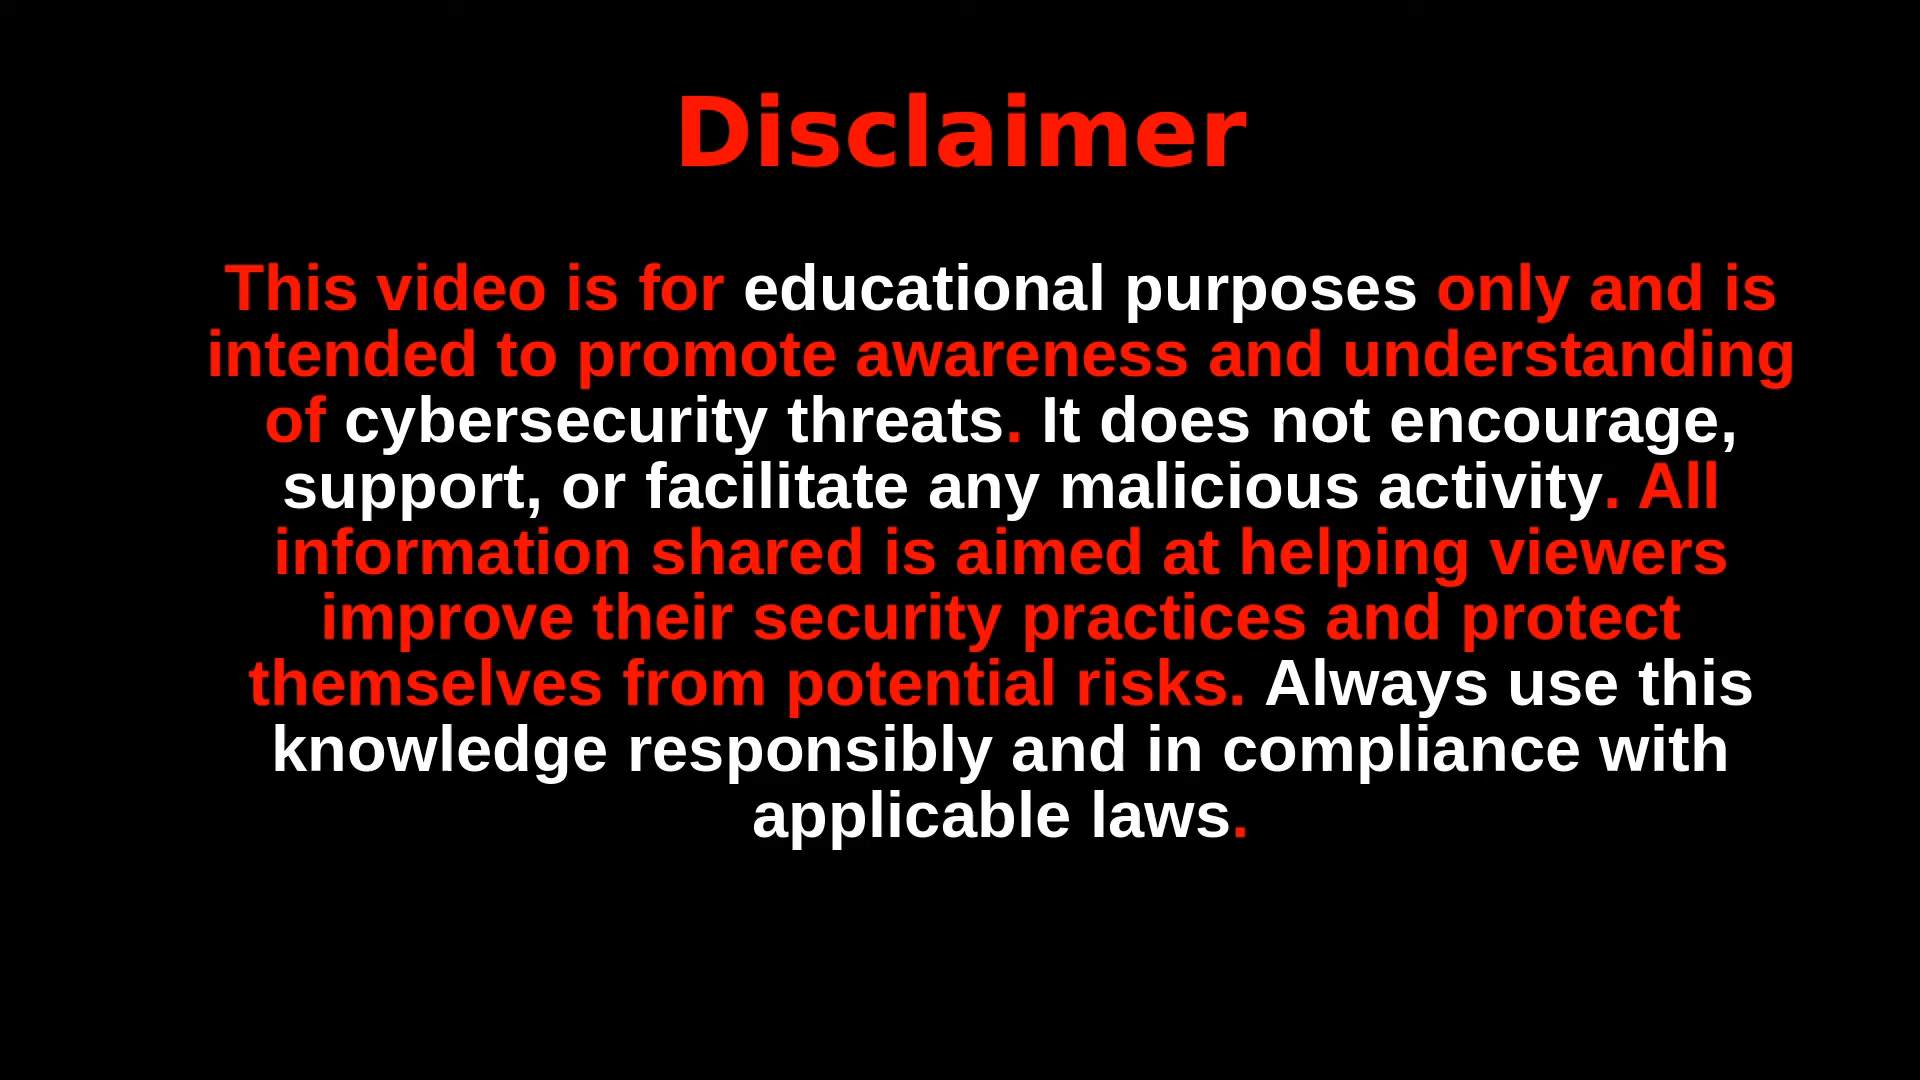 Disclaimer
This video is for educational purposes only and is
intended to promote awareness and understanding
of cybersecurity threats. It does not encourage,
support, or facilitate any malicious activity. All
information shared is aimed at helping viewers
improve their security practices and protect
themselves from potential risks. Always use this
knowledge responsibly and in compliance with
applicable laws.